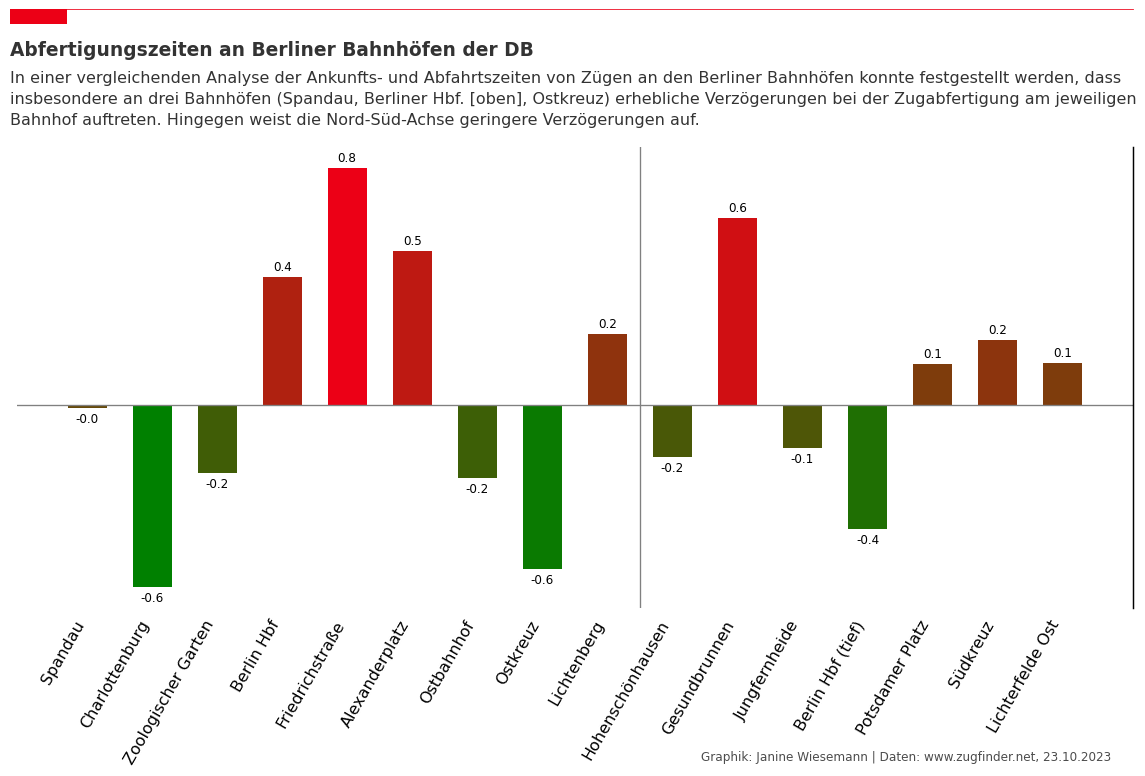 Abfertigungszeiten an Berliner Bahnhöfen der DB
In einer vergleichenden Analyse der Ankunfts- und Abfahrtszeiten von Zügen an den Berliner Bahnhöfen konnte festgestellt werden, dass
insbesondere an drei Bahnhöfen (Spandau, Berliner Hbf. [oben], Ostkreuz) erhebliche Verzögerungen bei der Zugabfertigung am jeweiligen
Bahnhof auftreten. Hingegen weist die Nord-Süd-Achse geringere Verzögerungen auf.
-0.0
-0.6
-0.2
0.4
0.8
0.5
-0.2
-0.6
0.2
-0.2
0.6
-0.1
-0.4
0.1
0.2
0.1
Spandau
Charlottenburg
Zoologischer Garten
Berlin Hbf
Friedrichstraße
Alexanderplatz
Ostbahnhof
Ostkreuz
Lichtenberg
Hohenschönhausen
Gesundbrunnen
Jungfernheide
Berlin Hbf (tief)
Potsdamer Platz
Südkreuz
Lichterfelde Ost
Graphik: Janine Wiesemann | Daten: www.zugfinder.net, 23.10.2023